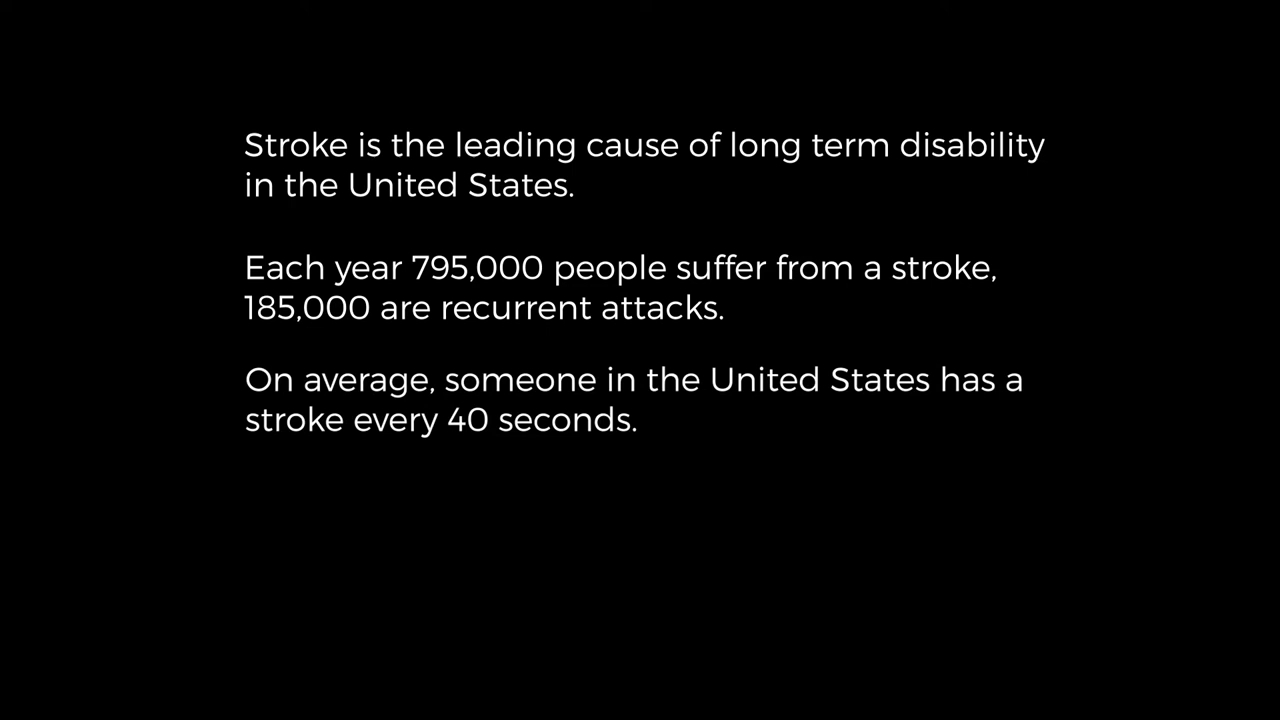 Stroke is the leading cause of long term disability
in the United States.
Each year 795,000 people suffer from a stroke,
185,000 are recurrent attacks.
On average, someone in the United States has a
stroke every 40 seconds.